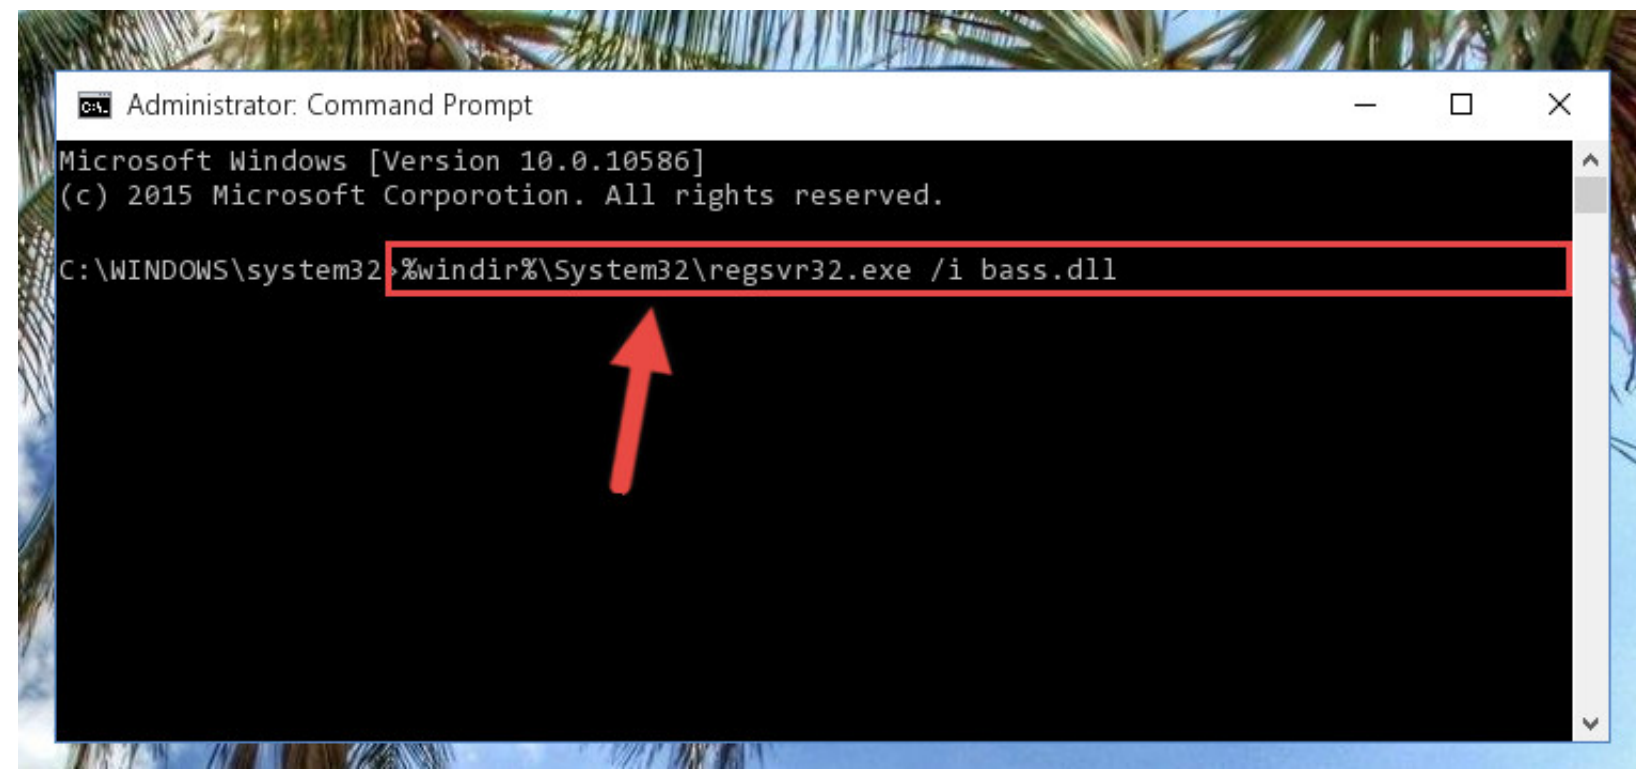 Administrator: Command Prompt
Microsoft Windows [Version 10.0.10586]
(c) 2015 Microsoft Corporotion. All rights reserved.
C:\WINDOWS\system32>%windir%\System32\regsvr32.exe /i bass.dll